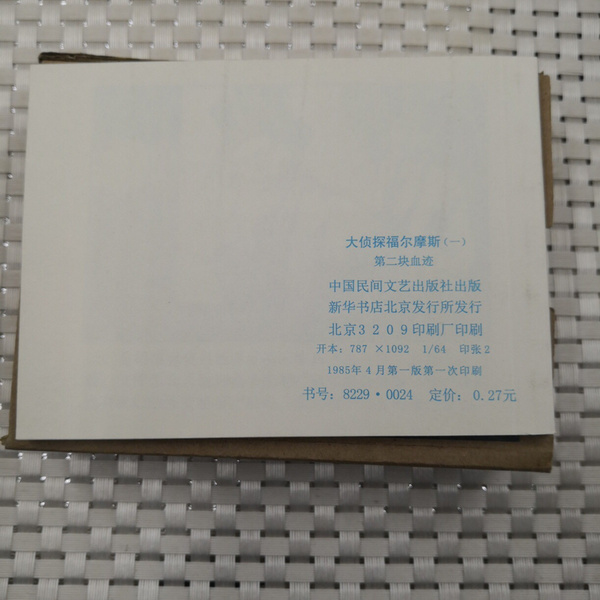 大侦探福尔摩斯(一)
第二块血迹
中国民间文艺出版社出版
新华书店北京发行所发行
北京3209印刷厂印刷
开本：787×1092 1/64 印张2
1985年4月第一版第一次印刷
书号：8229·0024 定价：0.27元